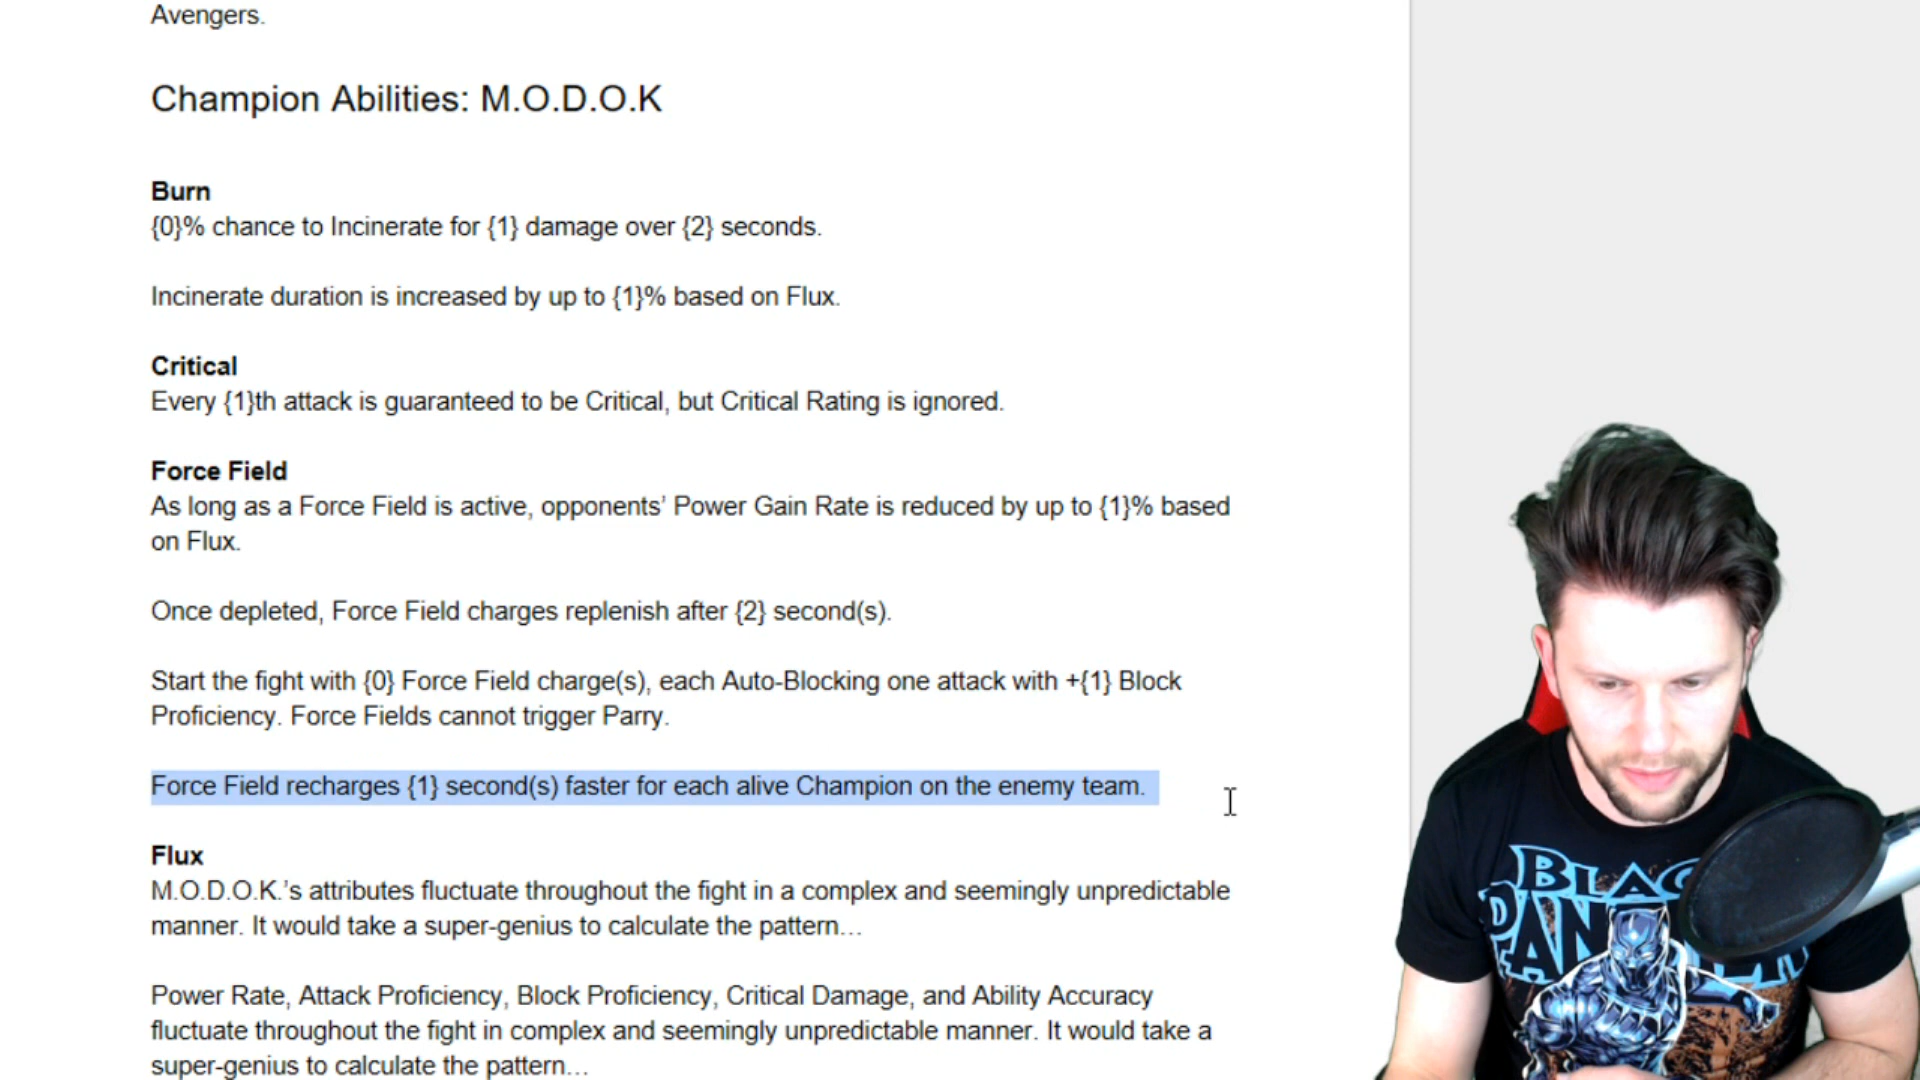 Avengers.
Champion Abilities: M.O.D.O.K
Burn
{0}% chance to Incinerate for {1} damage over {2} seconds.
Incinerate duration is increased by up to {1}% based on Flux.
Critical
Every {1}th attack is guaranteed to be Critical, but Critical Rating is ignored.
Force Field
As long as a Force Field is active, opponents' Power Gain Rate is reduced by up to {1}% based
on Flux.
Once depleted, Force Field charges replenish after {2} second(s).
Start the fight with {0} Force Field charge(s), each Auto-Blocking one attack with +{1} Block
Proficiency. Force Fields cannot trigger Parry.
Force Field recharges {1} second(s) faster for each alive Champion on the enemy team.
Flux
M.O.D.O.K.'s attributes fluctuate throughout the fight in a complex and seemingly unpredictable
manner. It would take a super-genius to calculate the pattern…
Power Rate, Attack Proficiency, Block Proficiency, Critical Damage, and Ability Accuracy
fluctuate throughout the fight in complex and seemingly unpredictable manner. It would take a
super-genius to calculate the pattern…